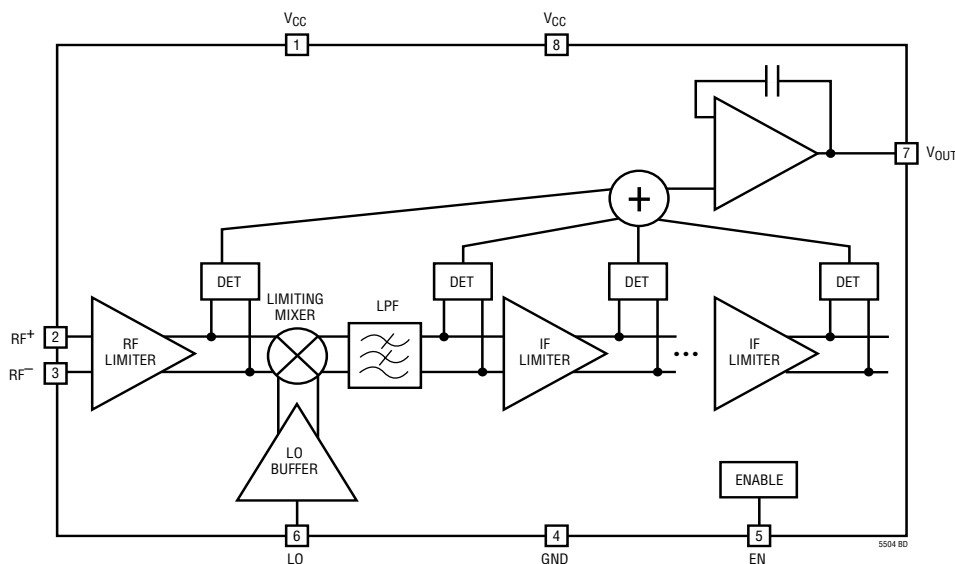 VCC
VCC
1
8
7
VOUT
+
DET
DET
DET
DET
LIMITING
MIXER
LPF
RF+
2
RF
LIMITER
IF
LIMITER
•••
IF
LIMITER
RF–
3
LO
BUFFER
ENABLE
6
4
5
5504 BD
LO
GND
EN